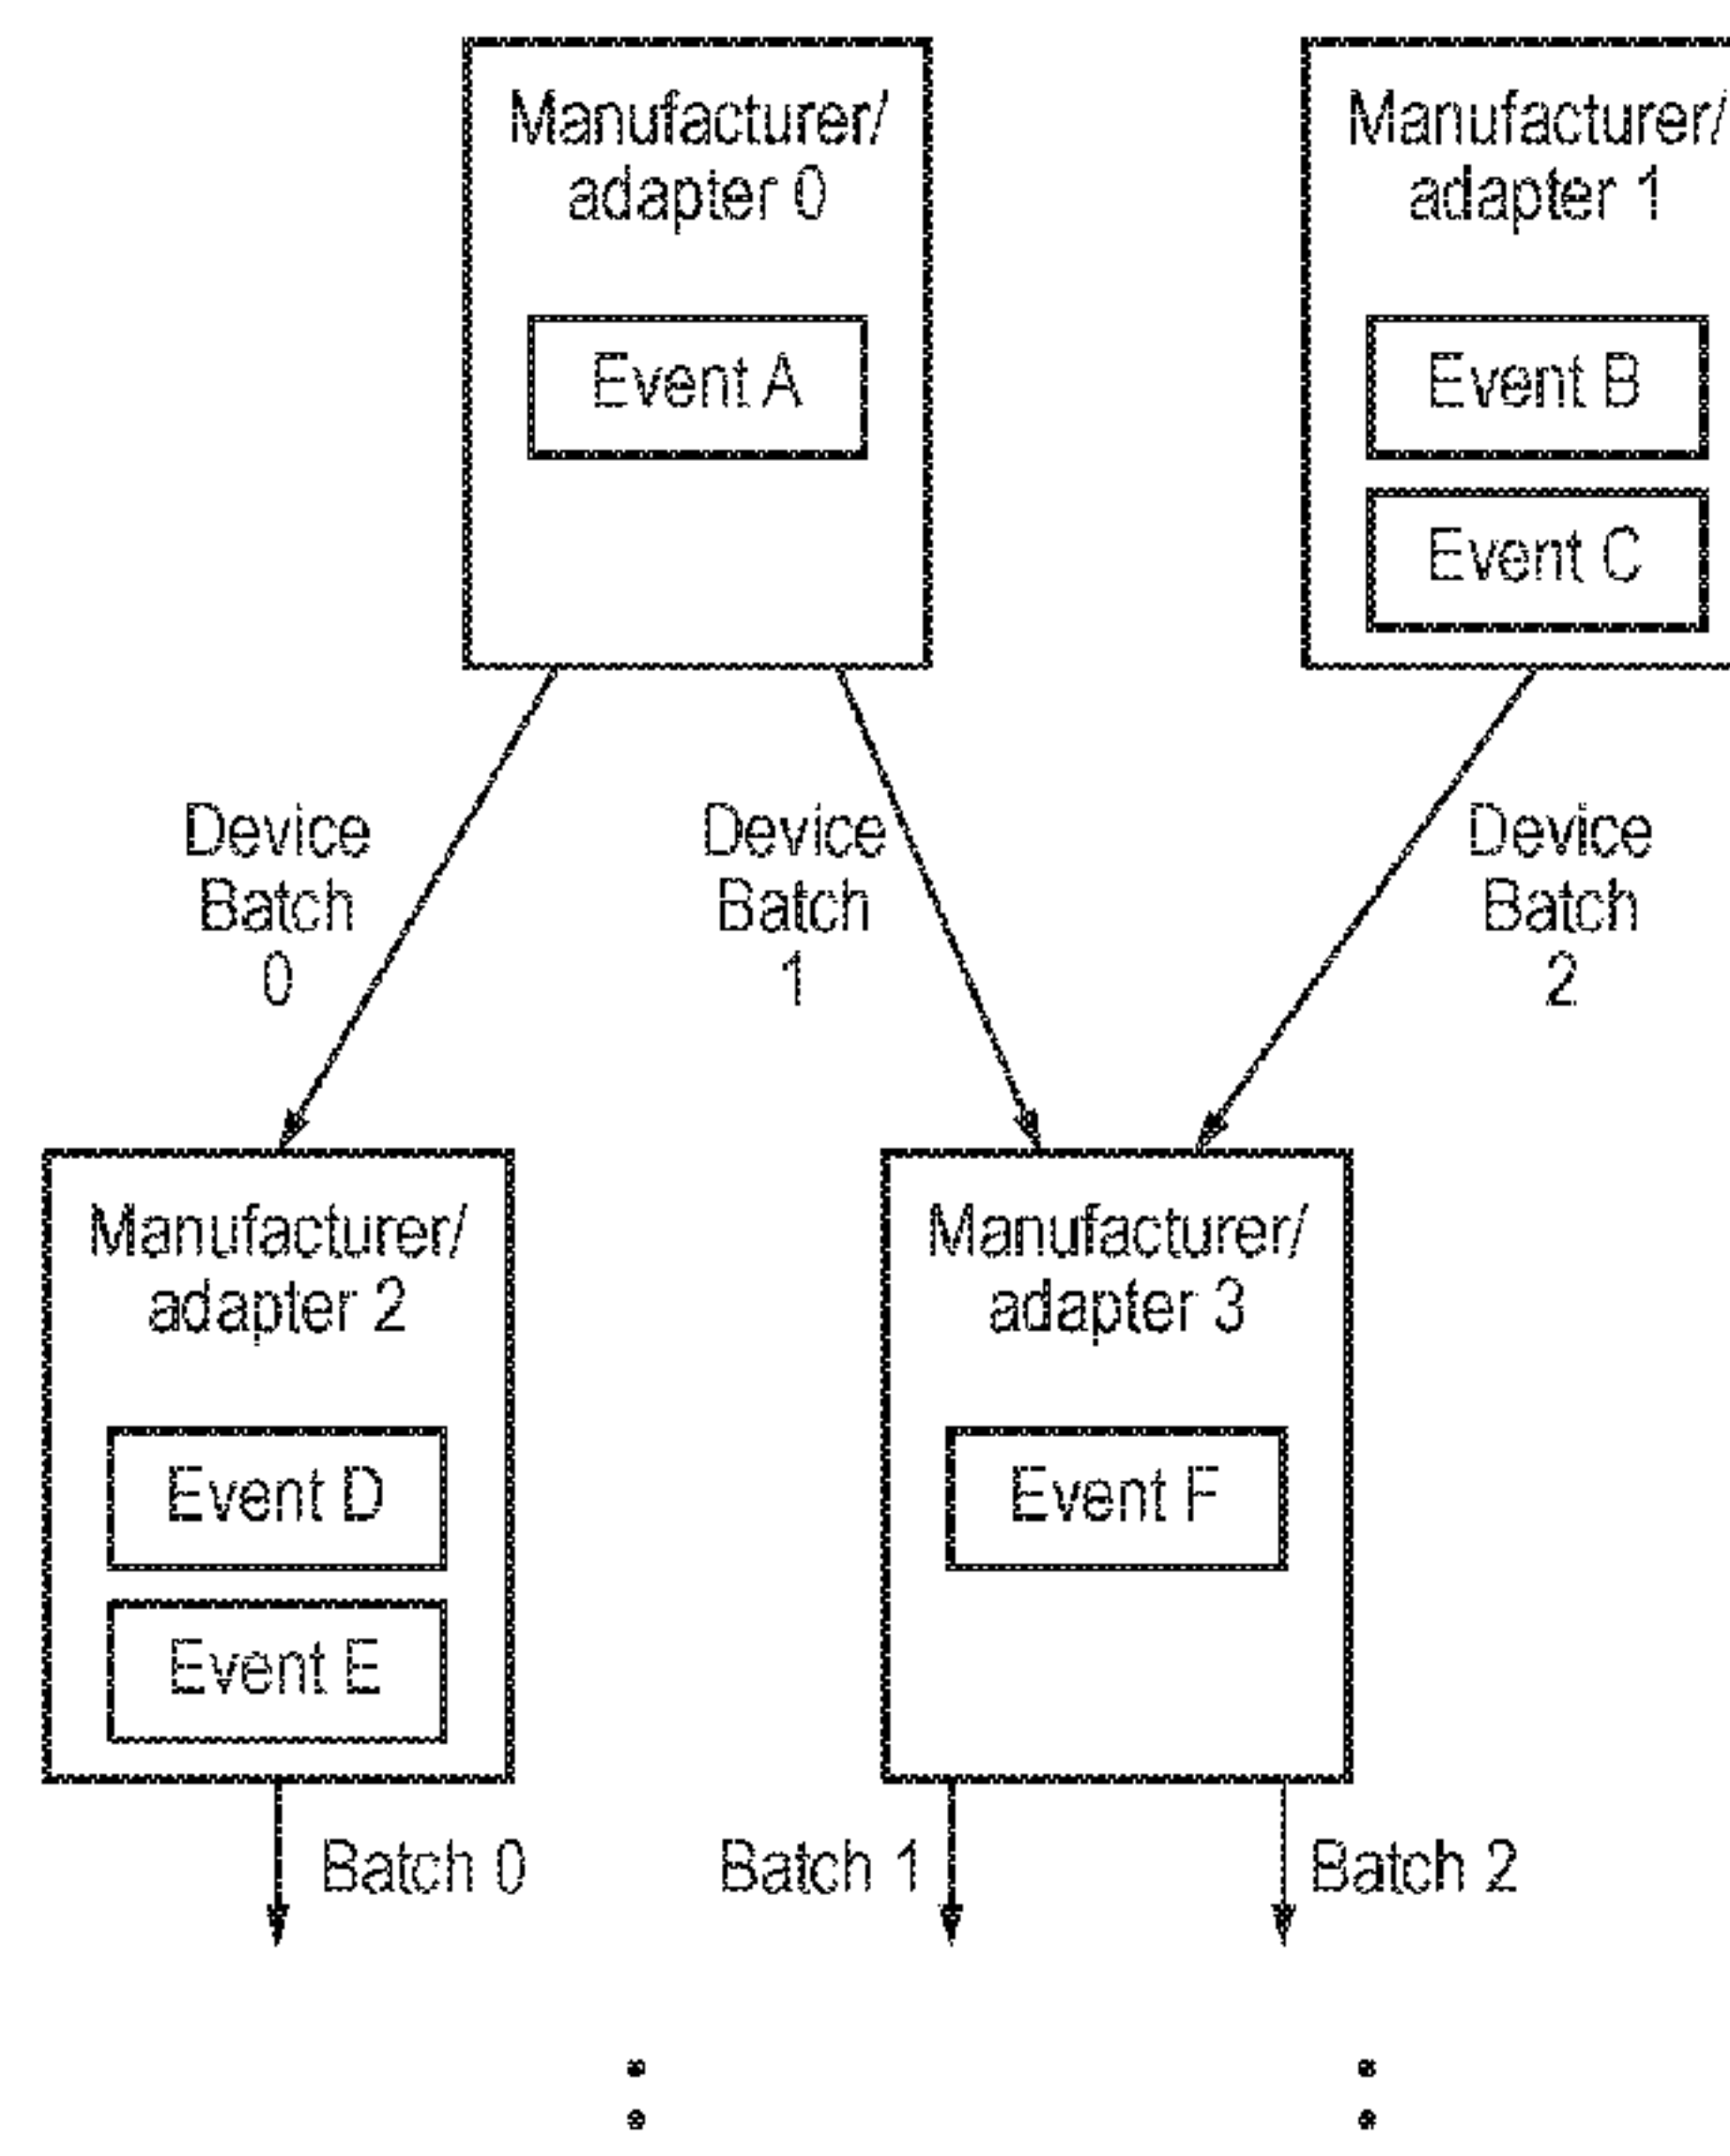 Manufacturer/
adapter 0
Event A
Manufacturer/
adapter 1
Event B
Event C
Device
Batch
0
Device
Batch
1
Device
Batch
2
Manufacturer/
adapter 2
Event D
Event E
Manufacturer/
adapter 3
Event F
Batch 0
Batch 1
Batch 2